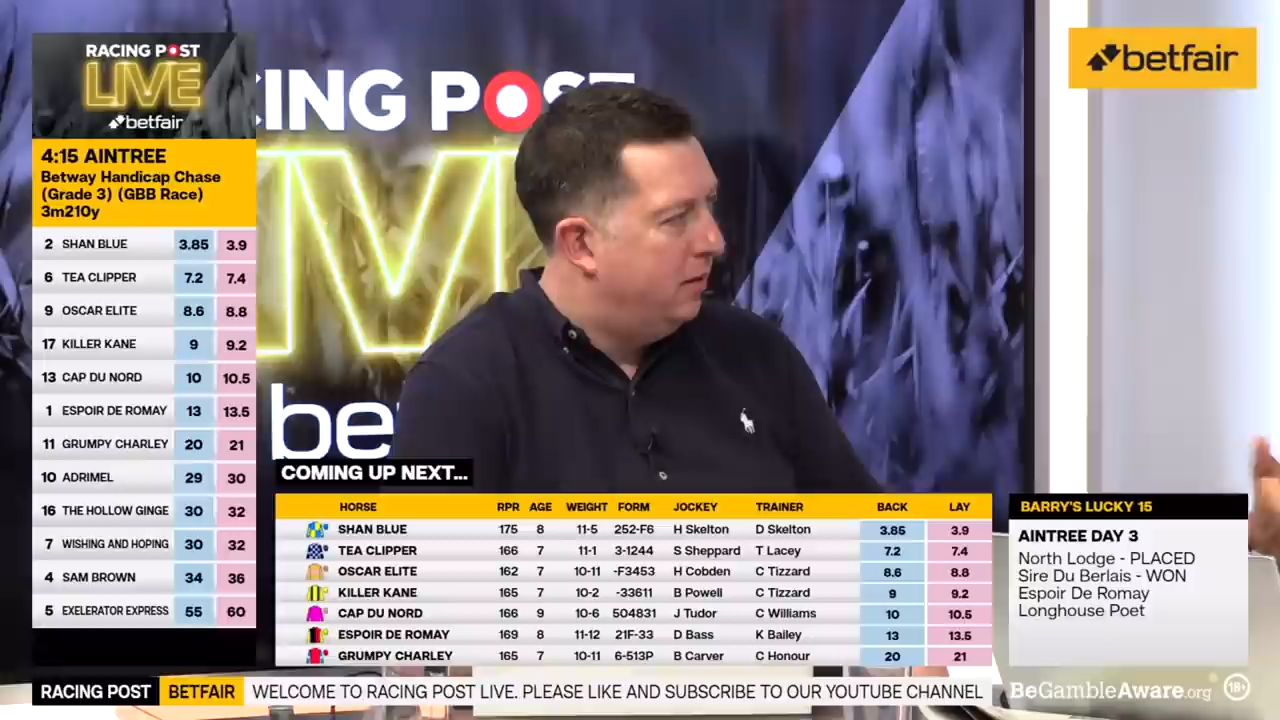 RACING POST
LIVE
betfair
4:15 AINTREE
Betway Handicap Chase
(Grade 3) (GBB Race)
3m210y
2 SHAN BLUE 3.85 3.9
6 TEA CLIPPER 7.2 7.4
9 OSCAR ELITE 8.6 8.8
17 KILLER KANE 9 9.2
13 CAP DU NORD 10 10.5
1 ESPOIR DE ROMAY 13 13.5
11 GRUMPY CHARLEY 20 21
10 ADRIMEL 29 30
16 THE HOLLOW GINGE 30 32
7 WISHING AND HOPING 30 32
4 SAM BROWN 34 36
5 EXELERATOR EXPRESS 55 60
CING POST
be
betfair
COMING UP NEXT...
HORSE RPR AGE WEIGHT FORM JOCKEY TRAINER BACK LAY
SHAN BLUE 175 8 11-5 252-F6 H Skelton D Skelton 3.85 3.9
TEA CLIPPER 166 7 11-1 3-1244 S Sheppard T Lacey 7.2 7.4
OSCAR ELITE 162 7 10-11 -F3453 H Cobden C Tizzard 8.6 8.8
KILLER KANE 165 7 10-2 -33611 B Powell C Tizzard 9 9.2
CAP DU NORD 166 9 10-6 504831 J Tudor C Williams 10 10.5
ESPOIR DE ROMAY 169 8 11-12 21F-33 D Bass K Bailey 13 13.5
GRUMPY CHARLEY 165 7 10-11 6-513P B Carver C Honour 20 21
BARRY'S LUCKY 15
AINTREE DAY 3
North Lodge - PLACED
Sire Du Berlais - WON
Espoir De Romay
Longhouse Poet
RACING POST BETFAIR WELCOME TO RACING POST LIVE. PLEASE LIKE AND SUBSCRIBE TO OUR YOUTUBE CHANNEL
BeGambleAware.org 18+